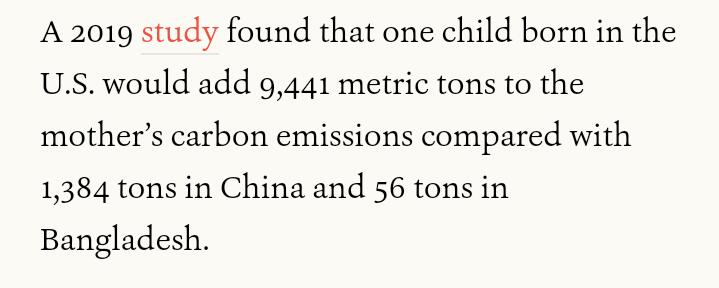 A 2019 study found that one child born in the
U.S. would add 9,441 metric tons to the
mother’s carbon emissions compared with
1,384 tons in China and 56 tons in
Bangladesh.